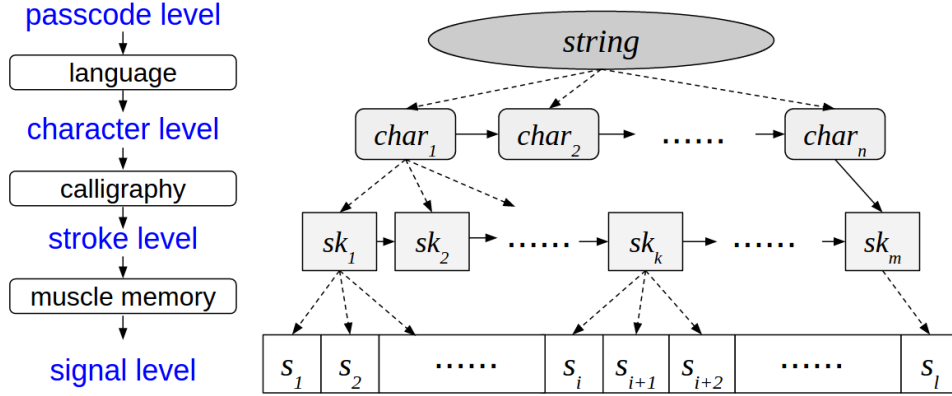 passcode level
language
character level
calligraphy
stroke level
muscle memory
signal level
string
char1 char2 ...... charn
sk1 sk2 ...... skk ...... skm
s1 s2 ...... si si+1 si+2 ...... sl